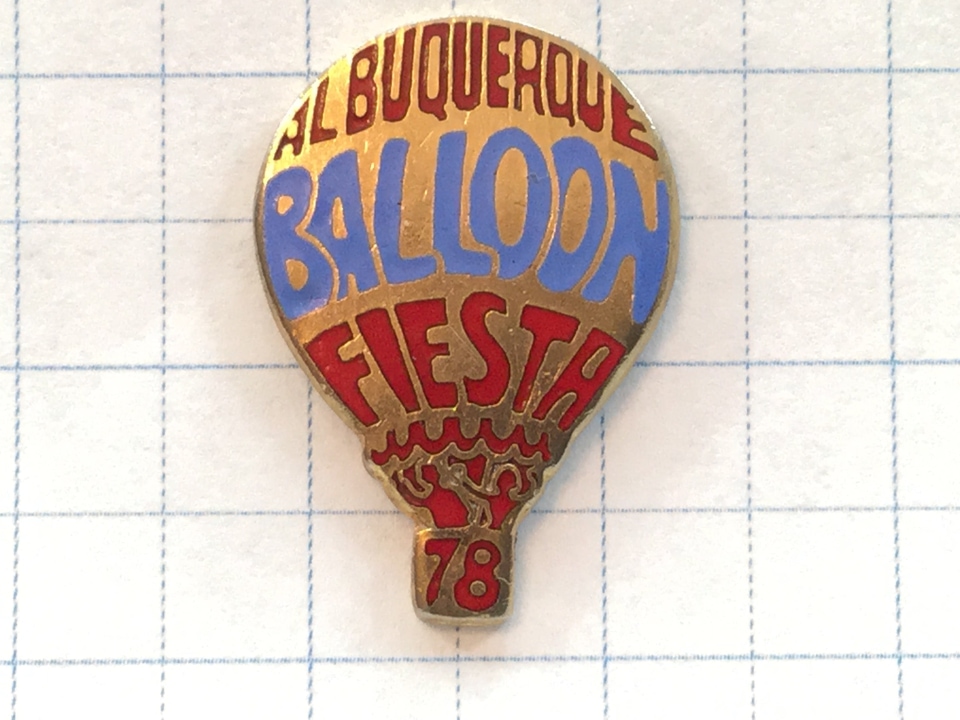 ALBUQUERQUE
BALLOON
FIESTA
78